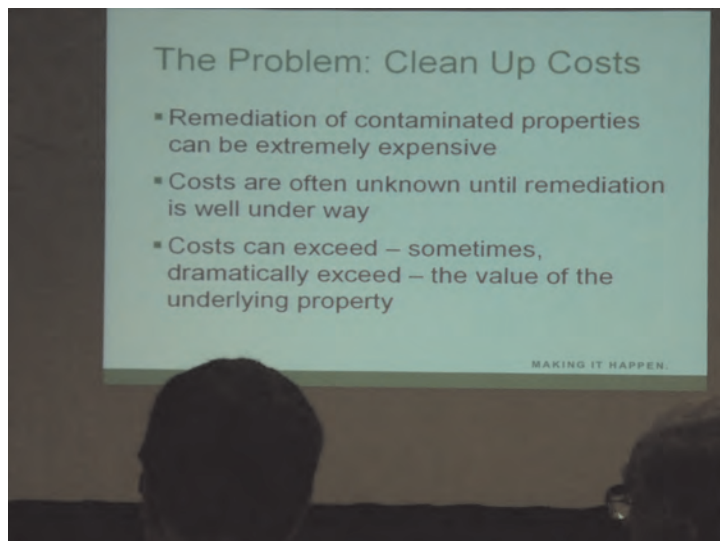 The Problem: Clean Up Costs
▪ Remediation of contaminated properties
can be extremely expensive
▪ Costs are often unknown until remediation
is well under way
▪ Costs can exceed – sometimes,
dramatically exceed – the value of the
underlying property
MAKING IT HAPPEN.